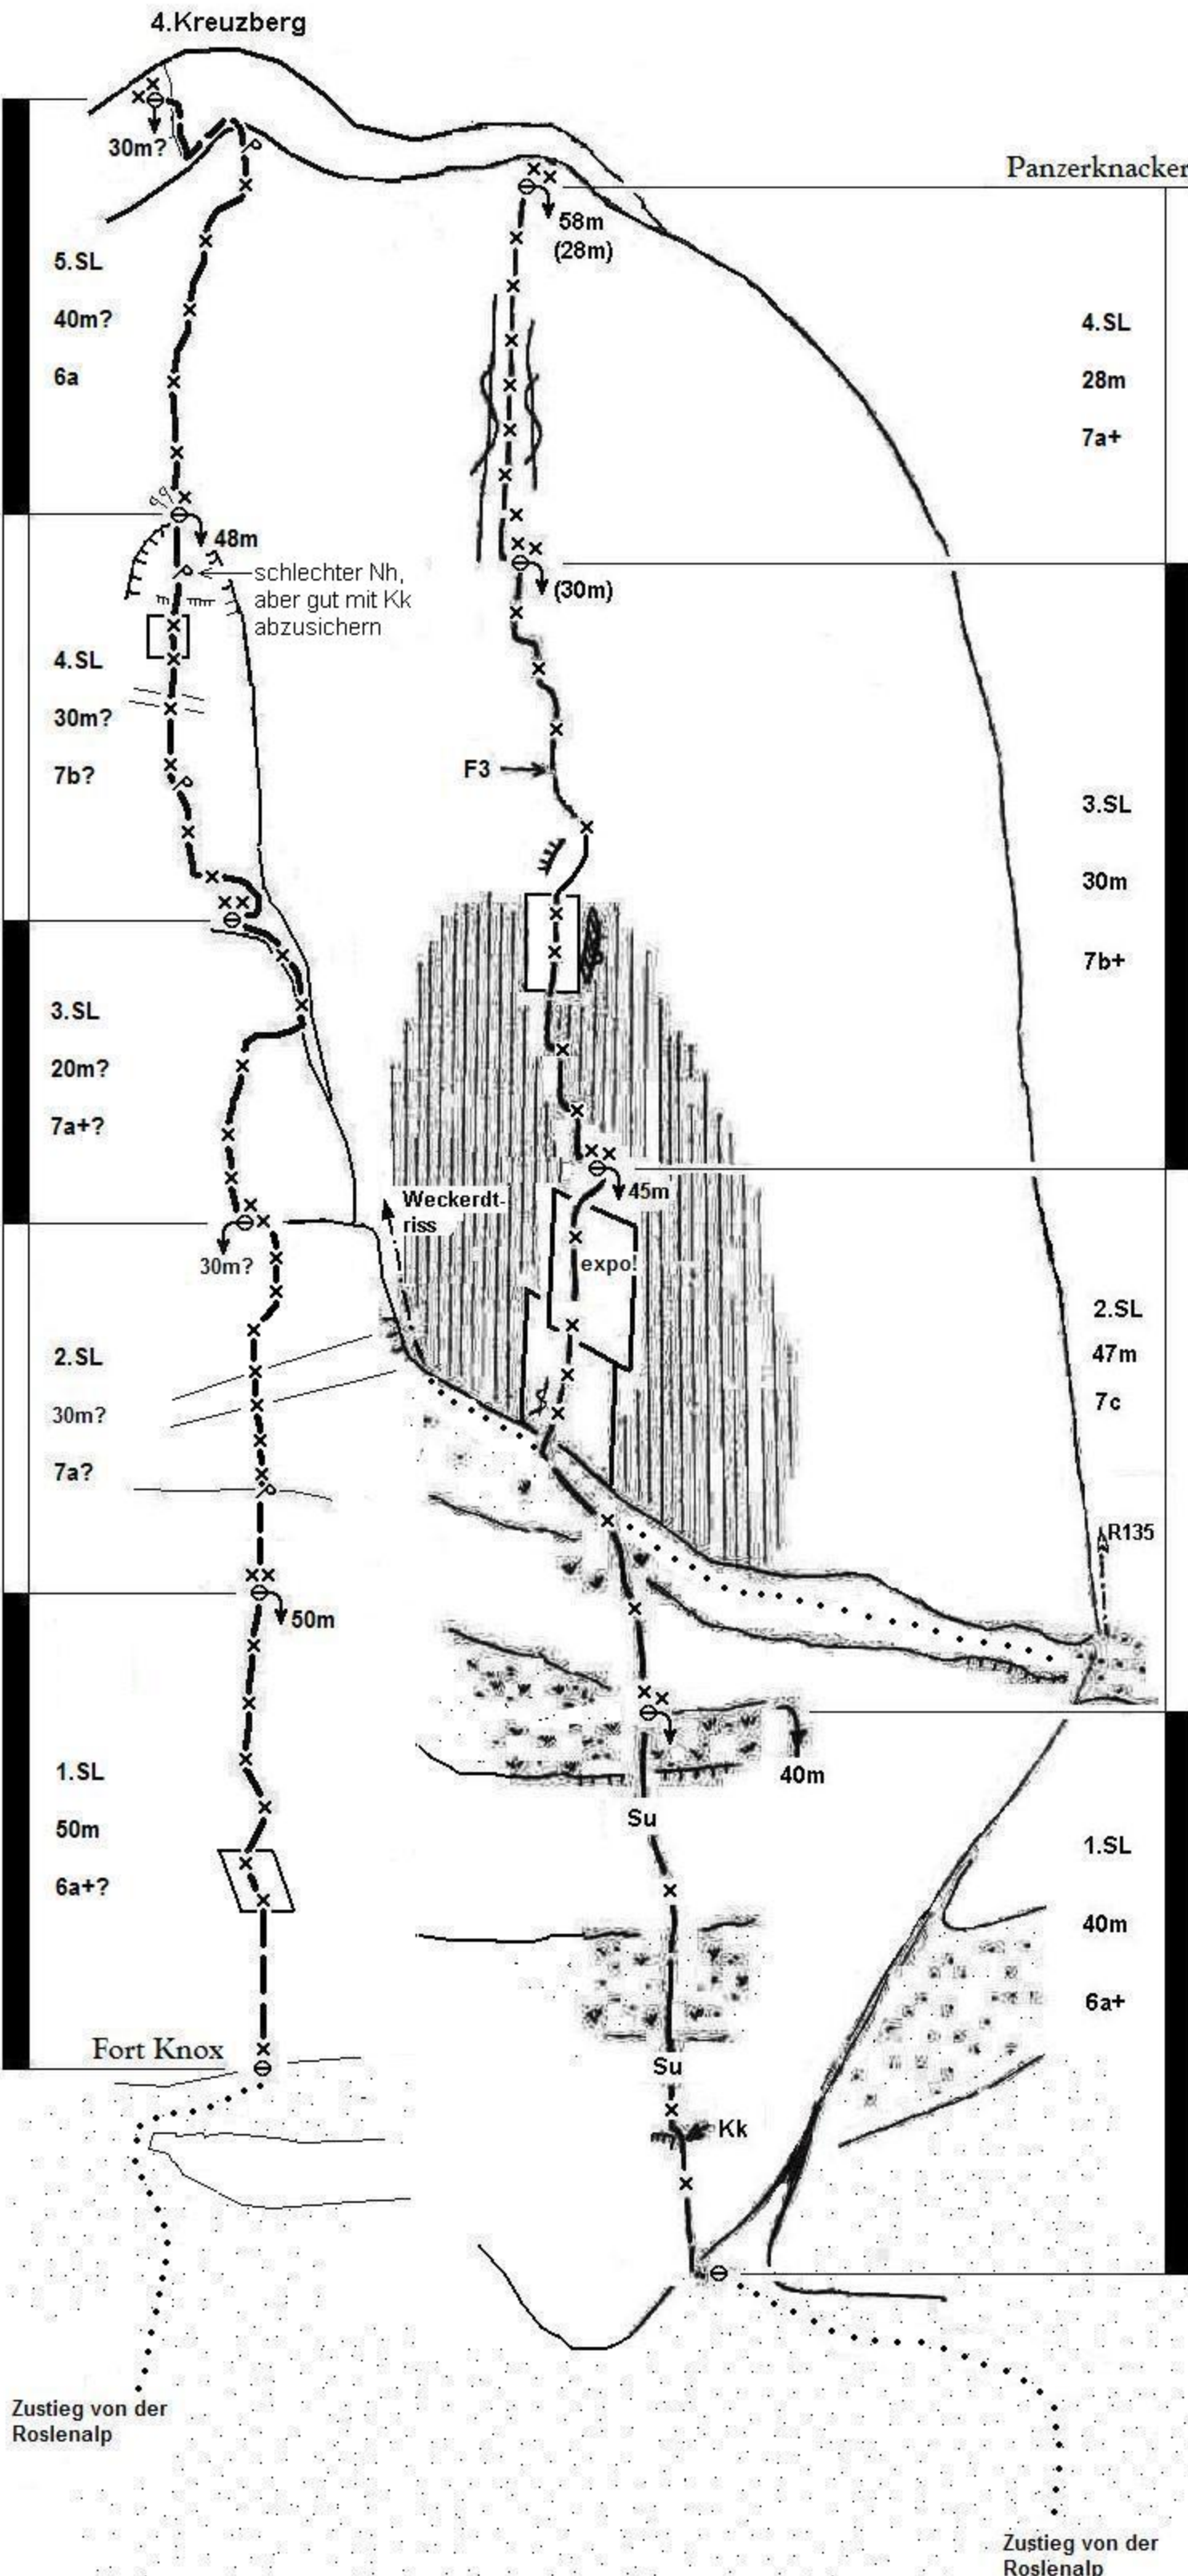 4.Kreuzberg
30m?
Panzerknacker
58m
(28m)
5.SL
40m?
6a
4.SL
28m
7a+
48m
schlechter Nh,
aber gut mit Kk
abzusichern
(30m)
4.SL
30m?
7b?
F3
3.SL
30m
7b+
3.SL
20m?
7a+?
45m
Weckerdt-
riss
30m?
expo!
2.SL
47m
7c
2.SL
30m?
7a?
R135
50m
40m
1.SL
50m
6a+?
Su
1.SL
40m
6a+
Fort Knox
Su
Kk
Zustieg von der
Roslenalp
Zustieg von der
Roslenalp